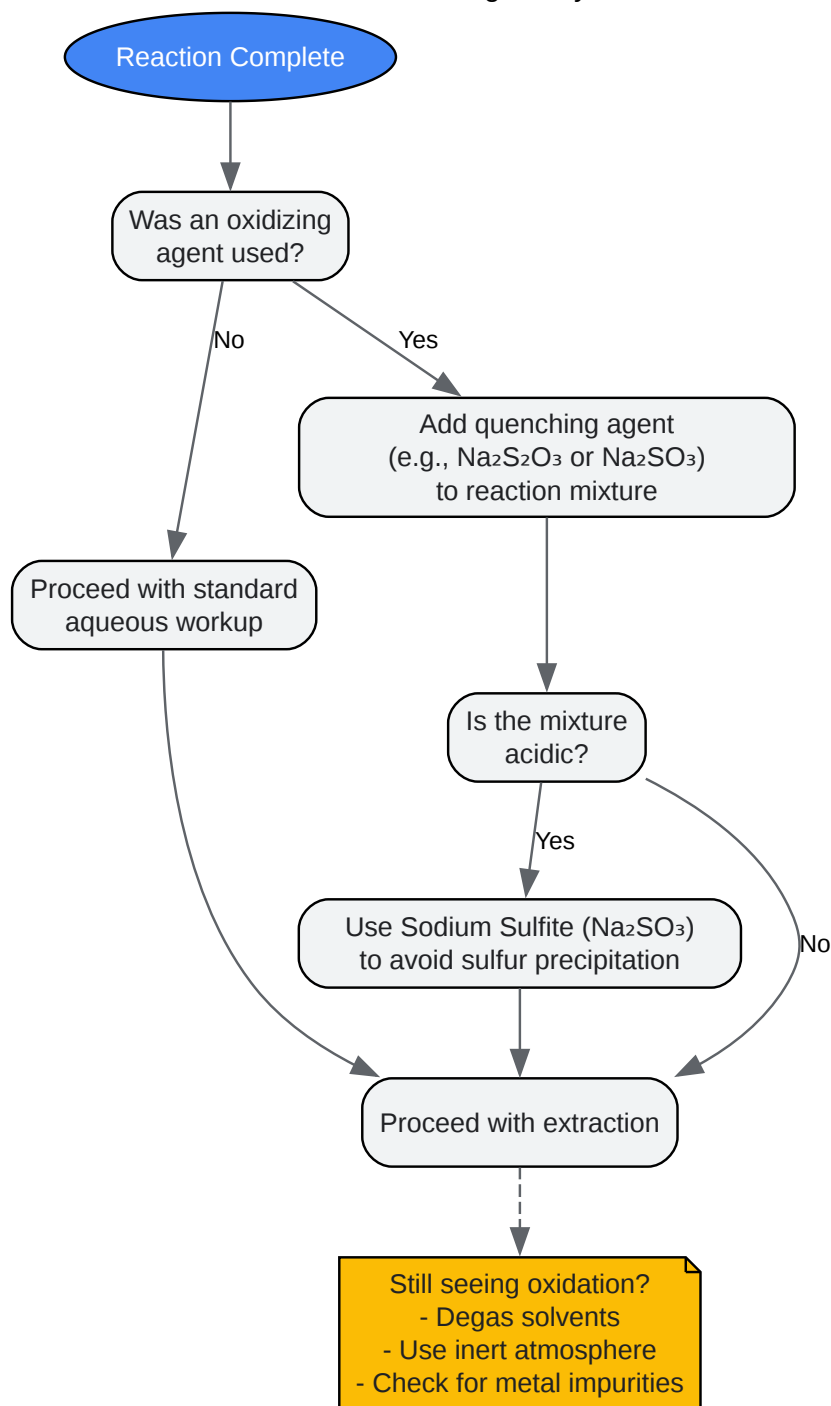 Reaction Complete
Was an oxidizing
agent used?
No
Yes
Add quenching agent
(e.g., Na₂S₂O₃ or Na₂SO₃)
to reaction mixture
Proceed with standard
aqueous workup
Is the mixture
acidic?
Yes
Use Sodium Sulfite (Na₂SO₃)
to avoid sulfur precipitation
No
Proceed with extraction
Still seeing oxidation?
- Degas solvents
- Use inert atmosphere
- Check for metal impurities